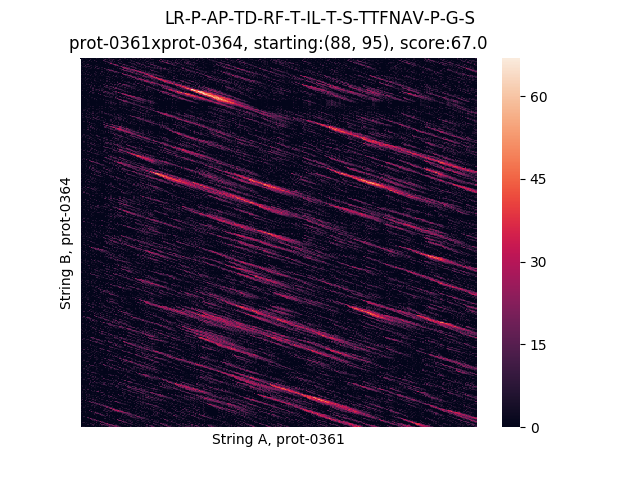 LR-P-AP-TD-RF-T-IL-T-S-TTFNAV-P-G-S
prot-0361xprot-0364, starting:(88, 95), score:67.0
String B, prot-0364
String A, prot-0361
60
45
30
15
0